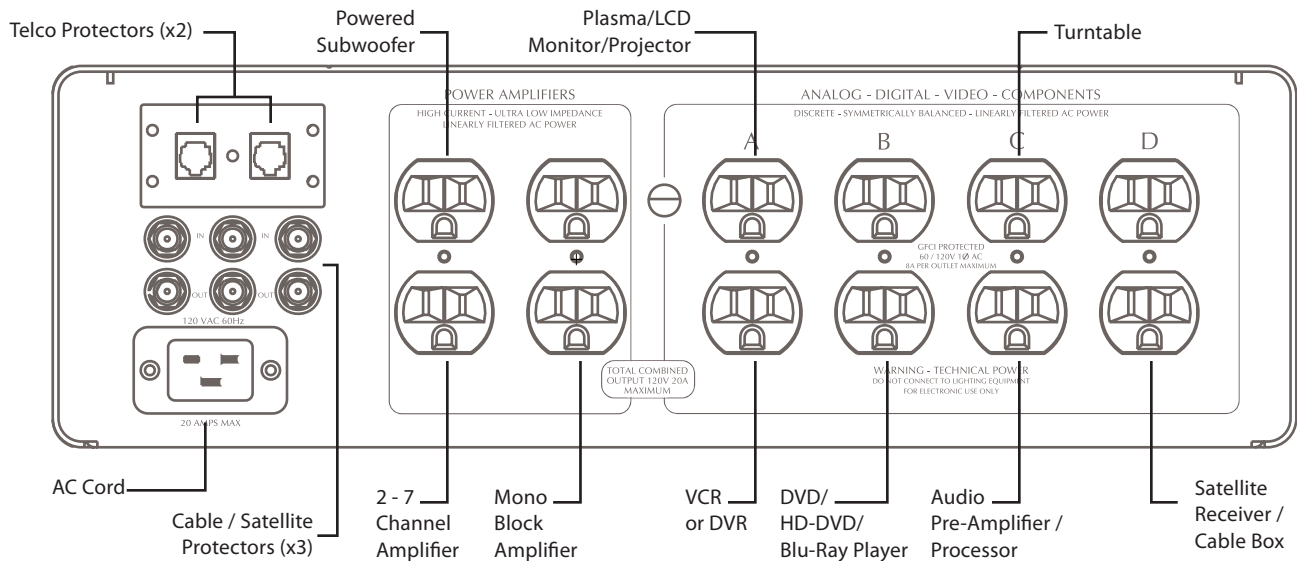 Telco Protectors (x2)
Powered
Subwoofer
Plasma/LCD
Monitor/Projector
Turntable
POWER AMPLIFIERS
HIGH CURRENT - ULTRA LOW IMPEDANCE
LINEARLY FILTERED AC POWER
ANALOG - DIGITAL - VIDEO - COMPONENTS
DISCRETE - SYMMETRICALLY BALANCED - LINEARLY FILTERED AC POWER
A
B
C
D
IN
IN
GFCI PROTECTED
60 / 120V 1Ø AC
8A PER OUTLET MAXIMUM
OUT
OUT
120 VAC 60Hz
TOTAL COMBINED
OUTPUT 120V 20A
MAXIMUM
WARNING - TECHNICAL POWER
DO NOT CONNECT TO LIGHTING EQUIPMENT
FOR ELECTRONIC USE ONLY
20 AMPS MAX
AC Cord
Cable / Satellite
Protectors (x3)
2 - 7
Channel
Amplifier
Mono
Block
Amplifier
VCR
or DVR
DVD/
HD-DVD/
Blu-Ray Player
Audio
Pre-Amplifier /
Processor
Satellite
Receiver /
Cable Box